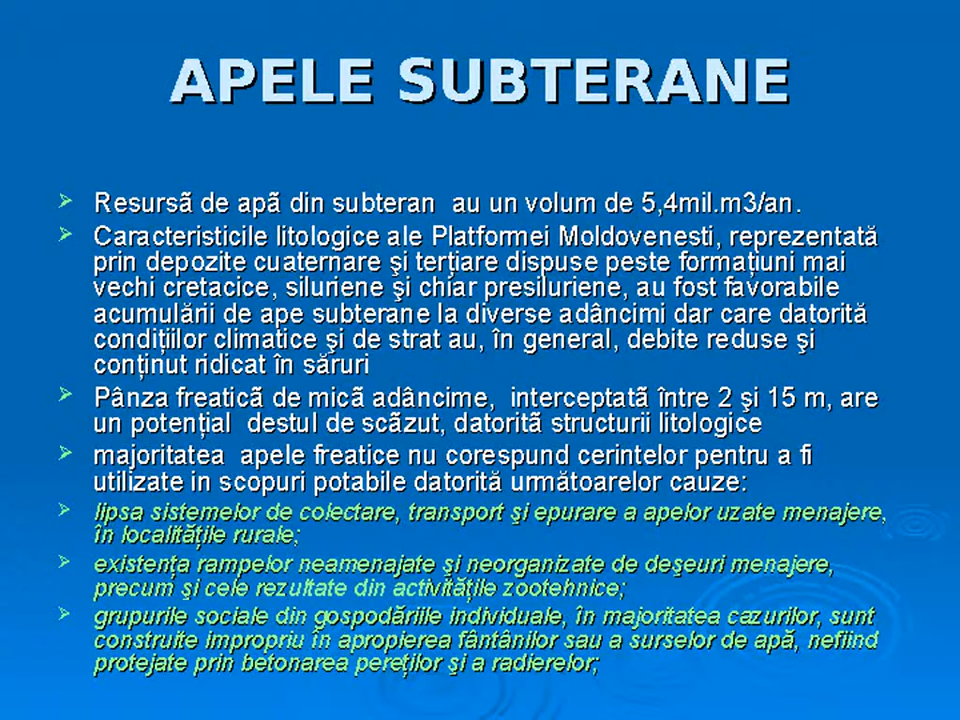 APELE SUBTERANE
Resursã de apã din subteran au un volum de 5,4mil.m3/an.
Caracteristicile litologice ale Platformei Moldovenesti, reprezentată
prin depozite cuaternare şi terţiare dispuse peste formaţiuni mai
vechi cretacice, siluriene şi chiar presiluriene, au fost favorabile
acumulării de ape subterane la diverse adâncimi dar care datorită
condiţiilor climatice şi de strat au, în general, debite reduse şi
conţinut ridicat în săruri
Pânza freaticã de micã adâncime, interceptatã între 2 şi 15 m, are
un potenţial destul de scãzut, datoritã structurii litologice
majoritatea apele freatice nu corespund cerintelor pentru a fi
utilizate in scopuri potabile datorită următoarelor cauze:
lipsa sistemelor de colectare, transport şi epurare a apelor uzate menajere,
în localităţile rurale;
existenţa rampelor neamenajate şi neorganizate de deşeuri menajere,
precum şi cele rezultate din activităţile zootehnice;
grupurile sociale din gospodăriile individuale, în majoritatea cazurilor, sunt
construite impropriu în apropierea fântânilor sau a surselor de apă, nefiind
protejate prin betonarea pereţilor şi a radierelor;